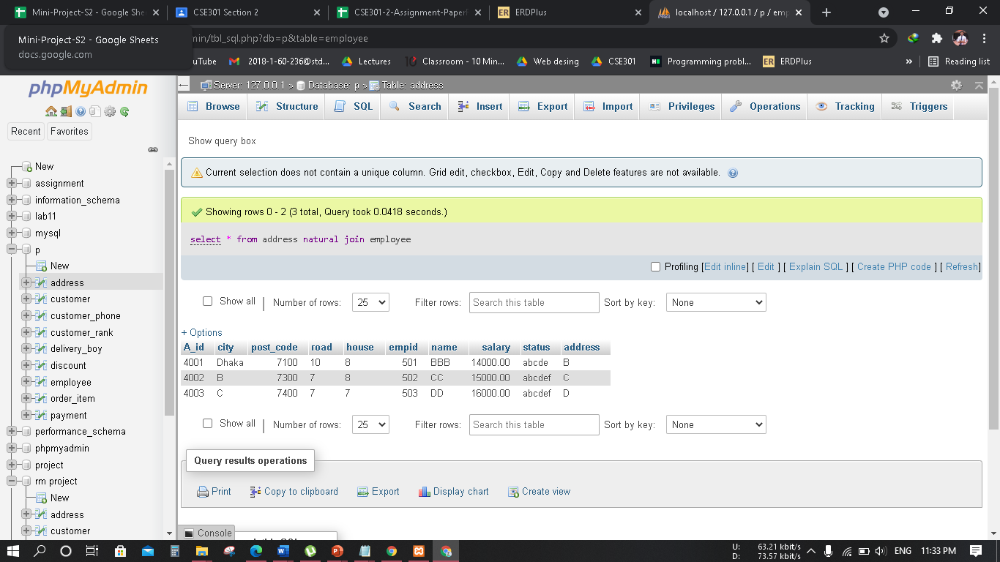 Mini-Project-S2 - Google She
CSE301 Section 2
CSE301-2-Assignment-Paper
ERDPlus
localhost / 127.0.0.1 / p / emp
Mini-Project-S2 - Google Sheets
docs.google.com
min/tbl_sql.php?db=p&table=employee
uTube
2018-1-60-236@std...
Lectures
Classroom - 10 Min...
Web desing
CSE301
Programming probl...
ERDPlus
Reading list
phpMyAdmin
Recent Favorites
New
assignment
information_schema
lab11
mysql
p
New
address
customer
customer_phone
customer_rank
delivery_boy
discount
employee
order_item
payment
performance_schema
phpmyadmin
project
rm project
New
address
customer
Server: 127.0.0.1 » Database: p » Table: address
Browse Structure SQL Search Insert Export Import Privileges Operations Tracking Triggers
Show query box
Current selection does not contain a unique column. Grid edit, checkbox, Edit, Copy and Delete features are not available.
Showing rows 0 - 2 (3 total, Query took 0.0418 seconds.)
select * from address natural join employee
Profiling [Edit inline] [ Edit ] [ Explain SQL ] [ Create PHP code ] [ Refresh]
Show all | Number of rows: 25 Filter rows: Search this table Sort by key: None
+ Options
A_id city post_code road house empid name salary status address
4001 Dhaka 7100 10 8 501 BBB 14000.00 abcde B
4002 B 7300 7 8 502 CC 15000.00 abcdef C
4003 C 7400 7 7 503 DD 16000.00 abcdef D
Show all | Number of rows: 25 Filter rows: Search this table Sort by key: None
Query results operations
Print Copy to clipboard Export Display chart Create view
Console
U: 63.21 kbit/s
D: 73.57 kbit/s
ENG 11:33 PM